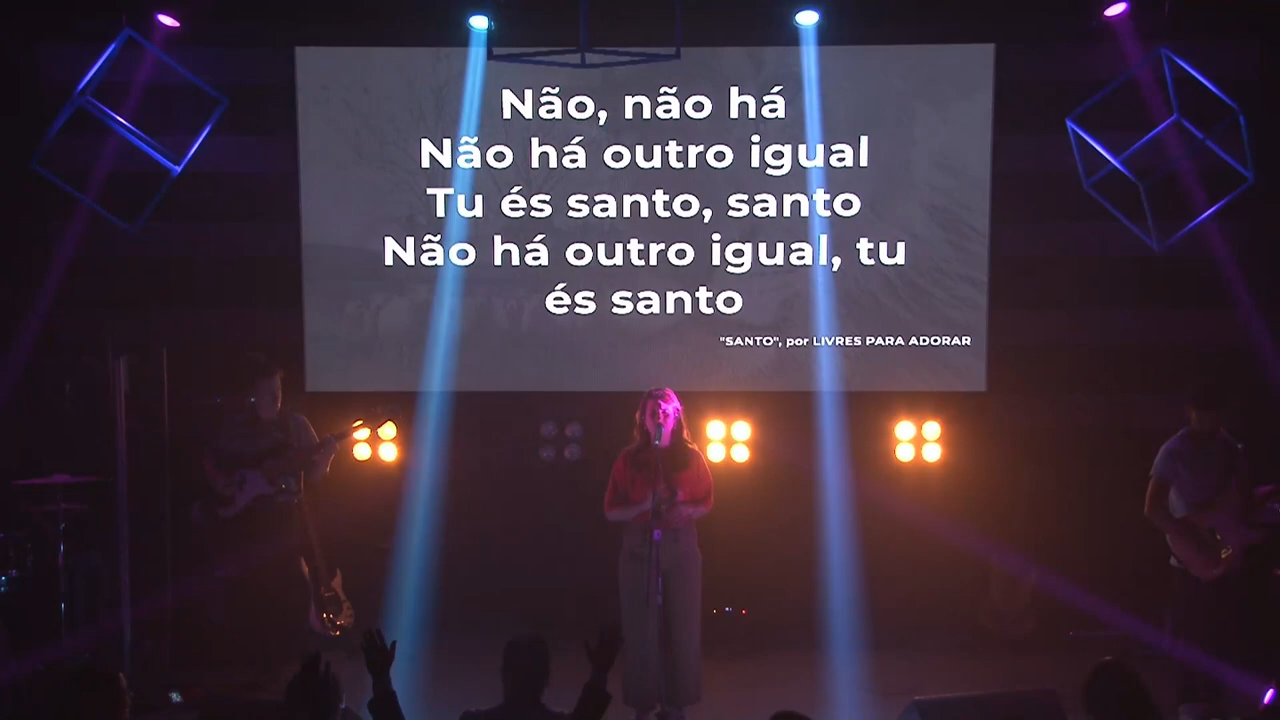 Não, não há
Não há outro igual
Tu és santo, santo
Não há outro igual, tu
és santo
"SANTO", por LIVRES PARA ADORAR